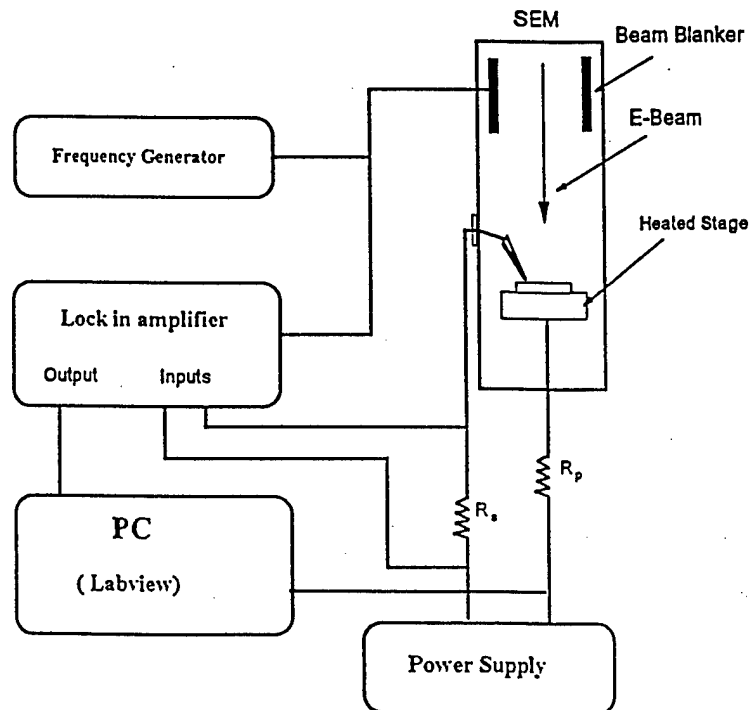 SEM
Beam Blanker
E-Beam
Frequency Generator
Heated Stage
Lock in amplifier
Output
Inputs
Rp
Rs
PC
( Labview)
Power Supply